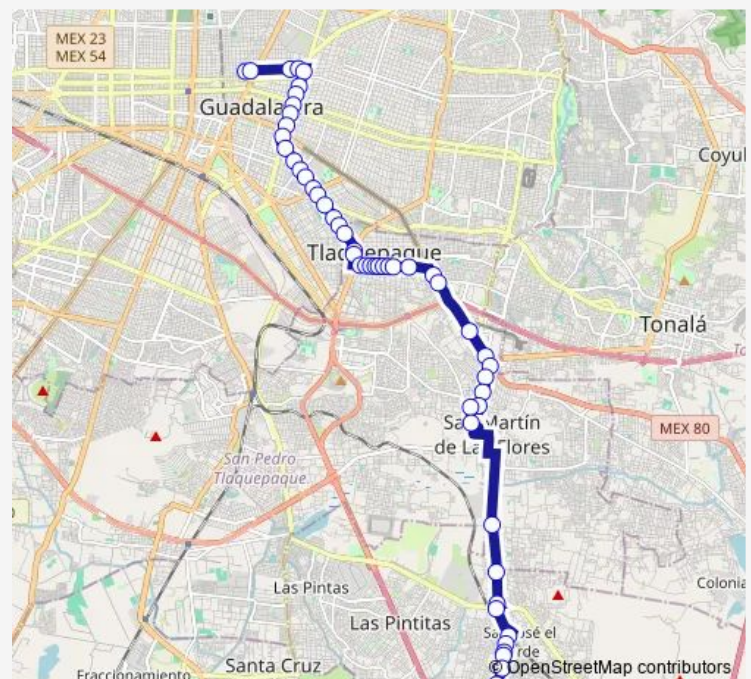 MEX 23
MEX 54
Guadalajara
Coyul
Tlaquepaque
Tonalá
MEX 80
San Martín
de Las Flores
San Pedro
Tlaquepaque
Las Pintas
Colonia
Las Pintitas
San José el
Verde
Santa Cruz
© OpenStreetMap contributors
Fraccionamiento